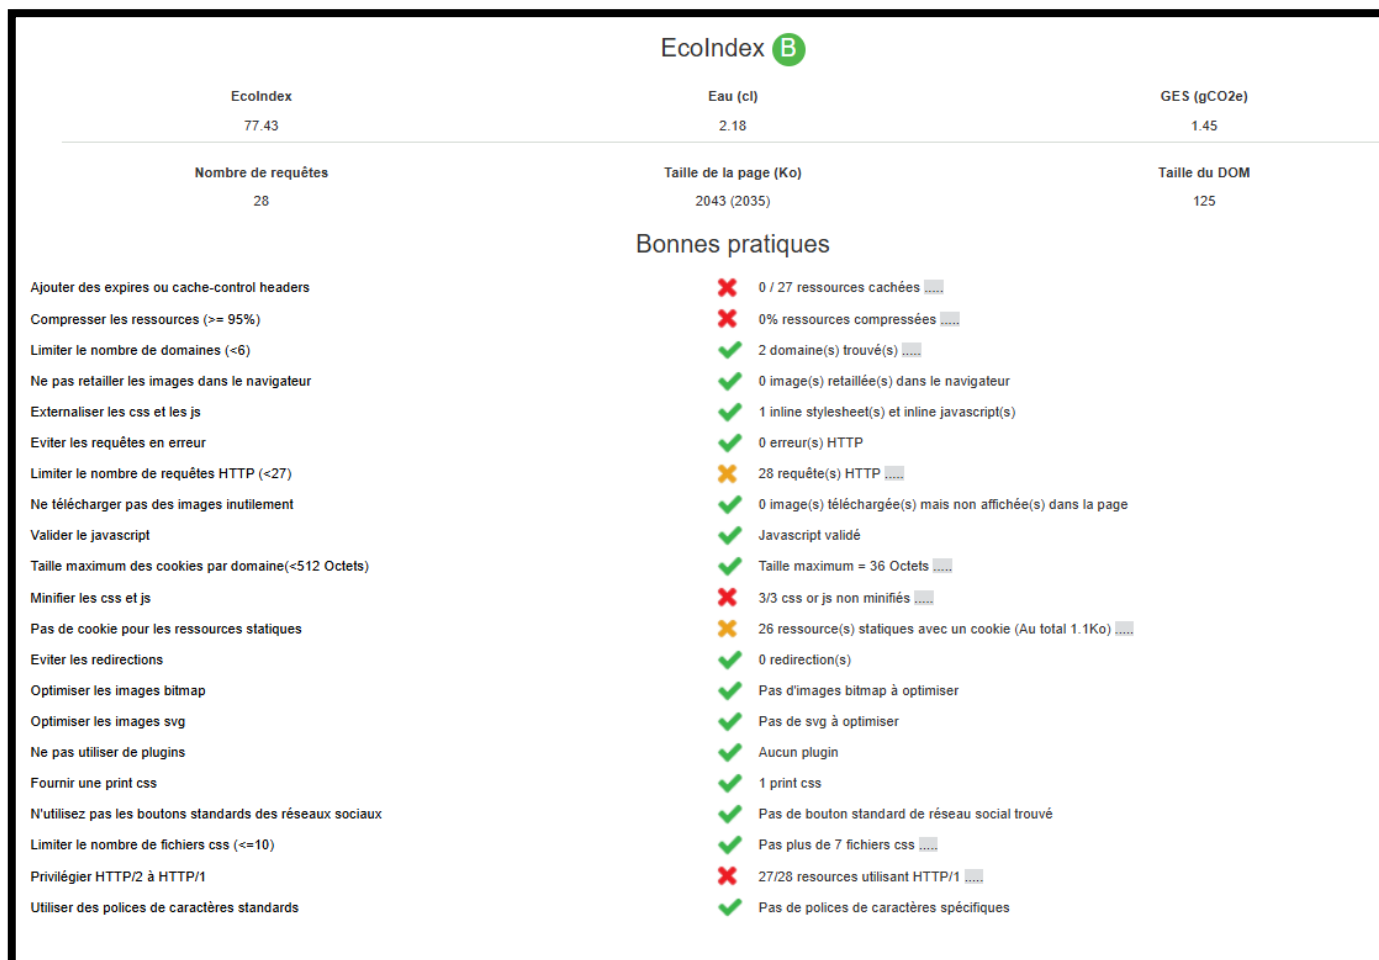 EcoIndex B
EcoIndex Eau (cl) GES (gCO2e)
77.43 2.18 1.45
Nombre de requêtes Taille de la page (Ko) Taille du DOM
28 2043 (2035) 125
Bonnes pratiques
Ajouter des expires ou cache-control headers 0 / 27 ressources cachées .....
Compresser les ressources (>= 95%) 0% ressources compressées .....
Limiter le nombre de domaines (<6) 2 domaine(s) trouvé(s) .....
Ne pas retailler les images dans le navigateur 0 image(s) retaillée(s) dans le navigateur
Externaliser les css et les js 1 inline stylesheet(s) et inline javascript(s)
Eviter les requêtes en erreur 0 erreur(s) HTTP
Limiter le nombre de requêtes HTTP (<27) 28 requête(s) HTTP .....
Ne télécharger pas des images inutilement 0 image(s) téléchargée(s) mais non affichée(s) dans la page
Valider le javascript Javascript validé
Taille maximum des cookies par domaine(<512 Octets) Taille maximum = 36 Octets .....
Minifier les css et js 3/3 css or js non minifiés .....
Pas de cookie pour les ressources statiques 26 ressource(s) statiques avec un cookie (Au total 1.1Ko) .....
Eviter les redirections 0 redirection(s)
Optimiser les images bitmap Pas d'images bitmap à optimiser
Optimiser les images svg Pas de svg à optimiser
Ne pas utiliser de plugins Aucun plugin
Fournir une print css 1 print css
N'utilisez pas les boutons standards des réseaux sociaux Pas de bouton standard de réseau social trouvé
Limiter le nombre de fichiers css (<=10) Pas plus de 7 fichiers css .....
Privilégier HTTP/2 à HTTP/1 27/28 resources utilisant HTTP/1 .....
Utiliser des polices de caractères standards Pas de polices de caractères spécifiques